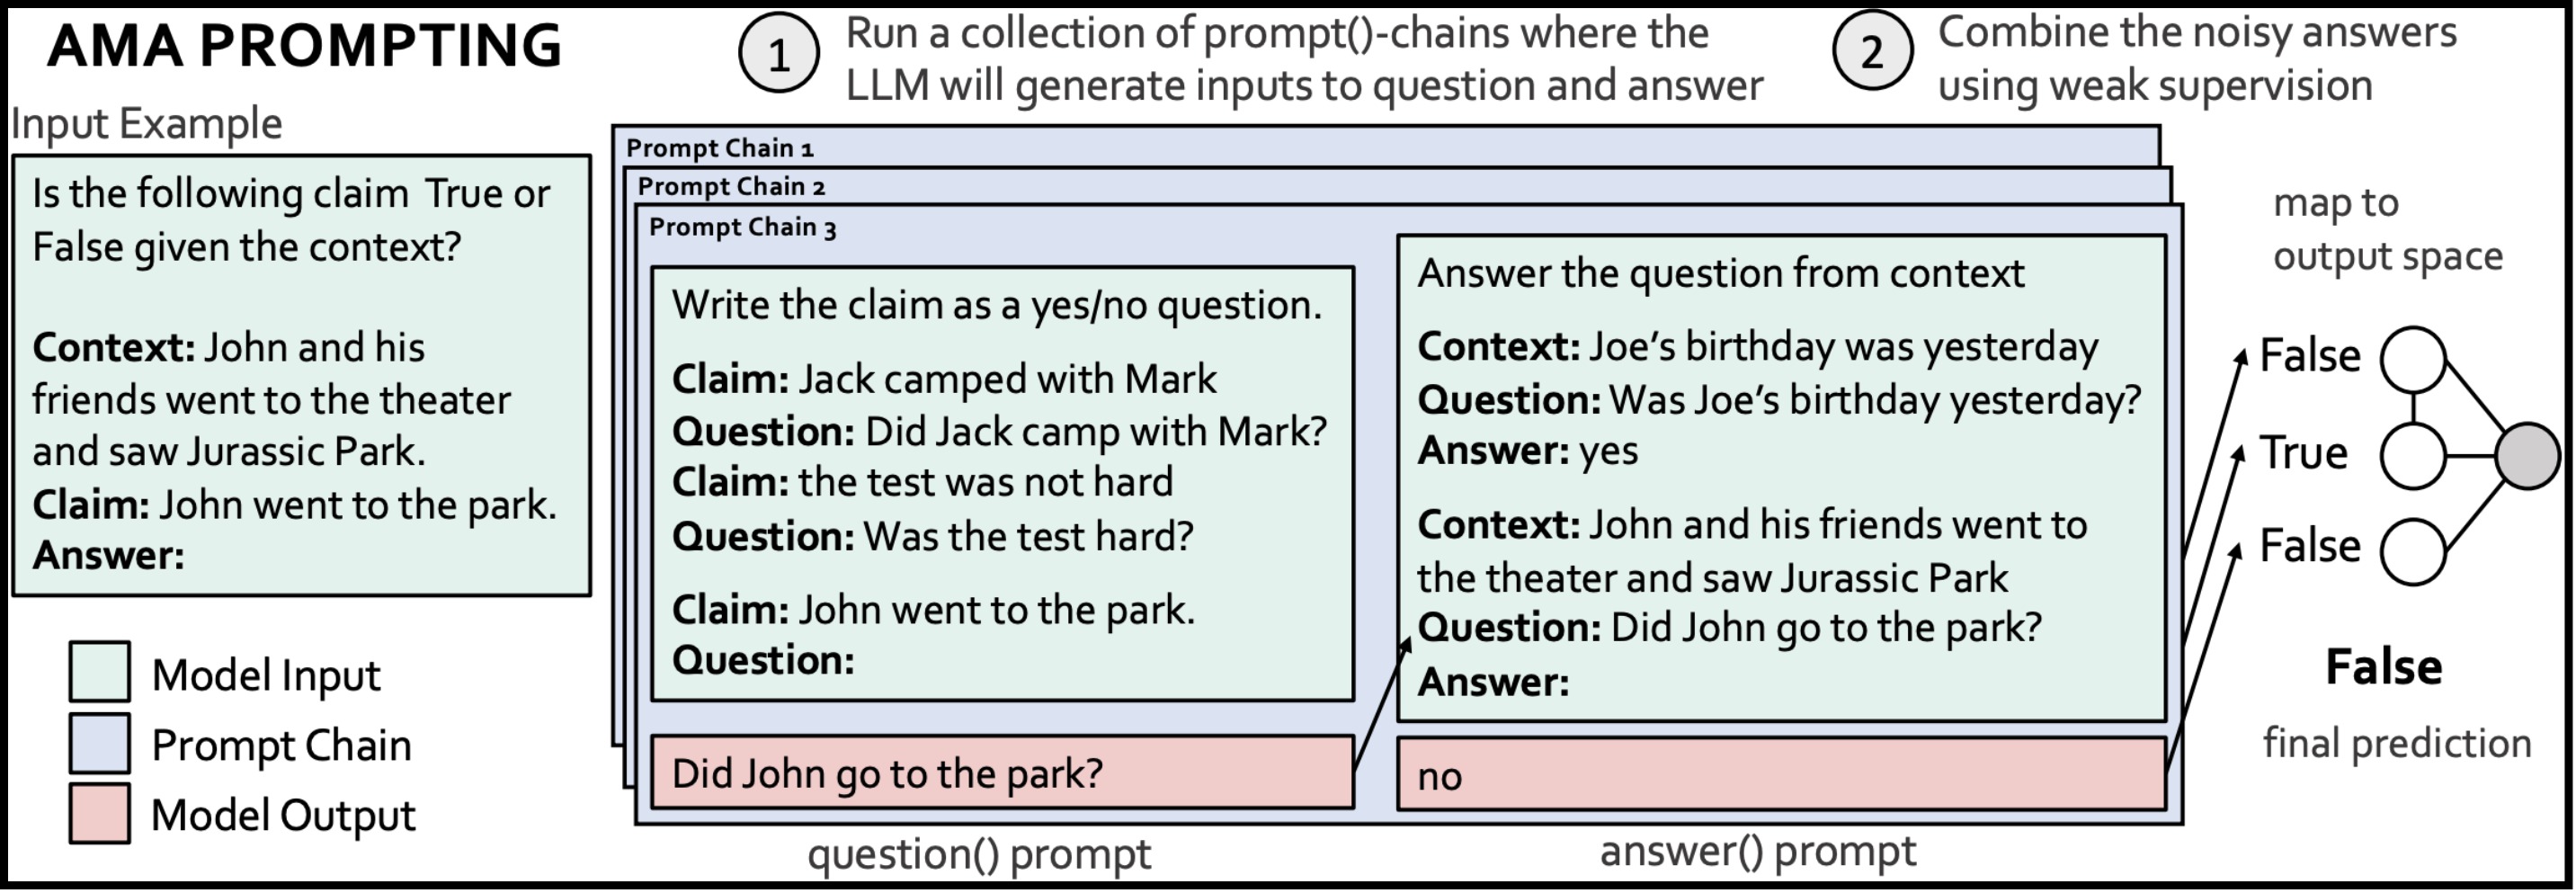 AMA PROMPTING
1
Run a collection of prompt()-chains where the
LLM will generate inputs to question and answer
2
Combine the noisy answers
using weak supervision
Input Example
Is the following claim True or
False given the context?
Context: John and his
friends went to the theater
and saw Jurassic Park.
Claim: John went to the park.
Answer:
Model Input
Prompt Chain
Model Output
Prompt Chain 1
Prompt Chain 2
Prompt Chain 3
Write the claim as a yes/no question.
Claim: Jack camped with Mark
Question: Did Jack camp with Mark?
Claim: the test was not hard
Question: Was the test hard?
Claim: John went to the park.
Question:
Did John go to the park?
question() prompt
Answer the question from context
Context: Joe’s birthday was yesterday
Question: Was Joe’s birthday yesterday?
Answer: yes
Context: John and his friends went to
the theater and saw Jurassic Park
Question: Did John go to the park?
Answer:
no
answer() prompt
map to
output space
False
True
False
False
final prediction